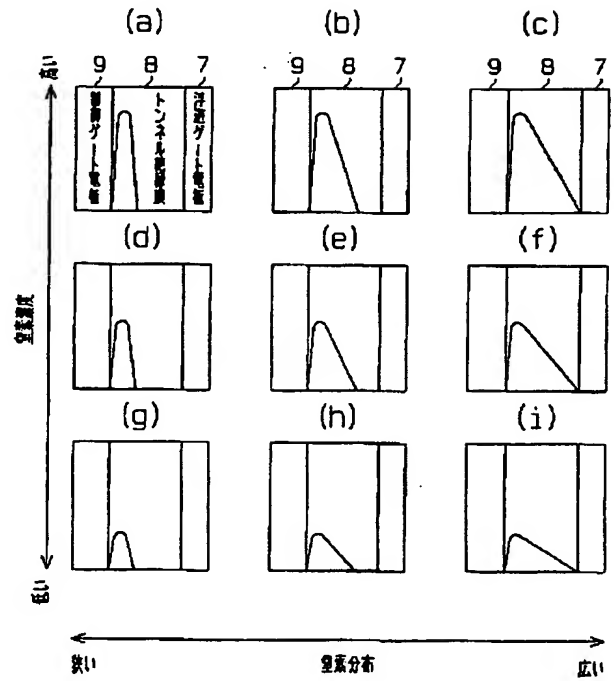 (a) (b) (c)
高い
9 8 7 9 8 7 9 8 7
制御ゲート電極
トンネル絶縁膜
浮遊ゲート電極
(d) (e) (f)
窒素濃度
(g) (h) (i)
低い
狭い 窒素分布 広い